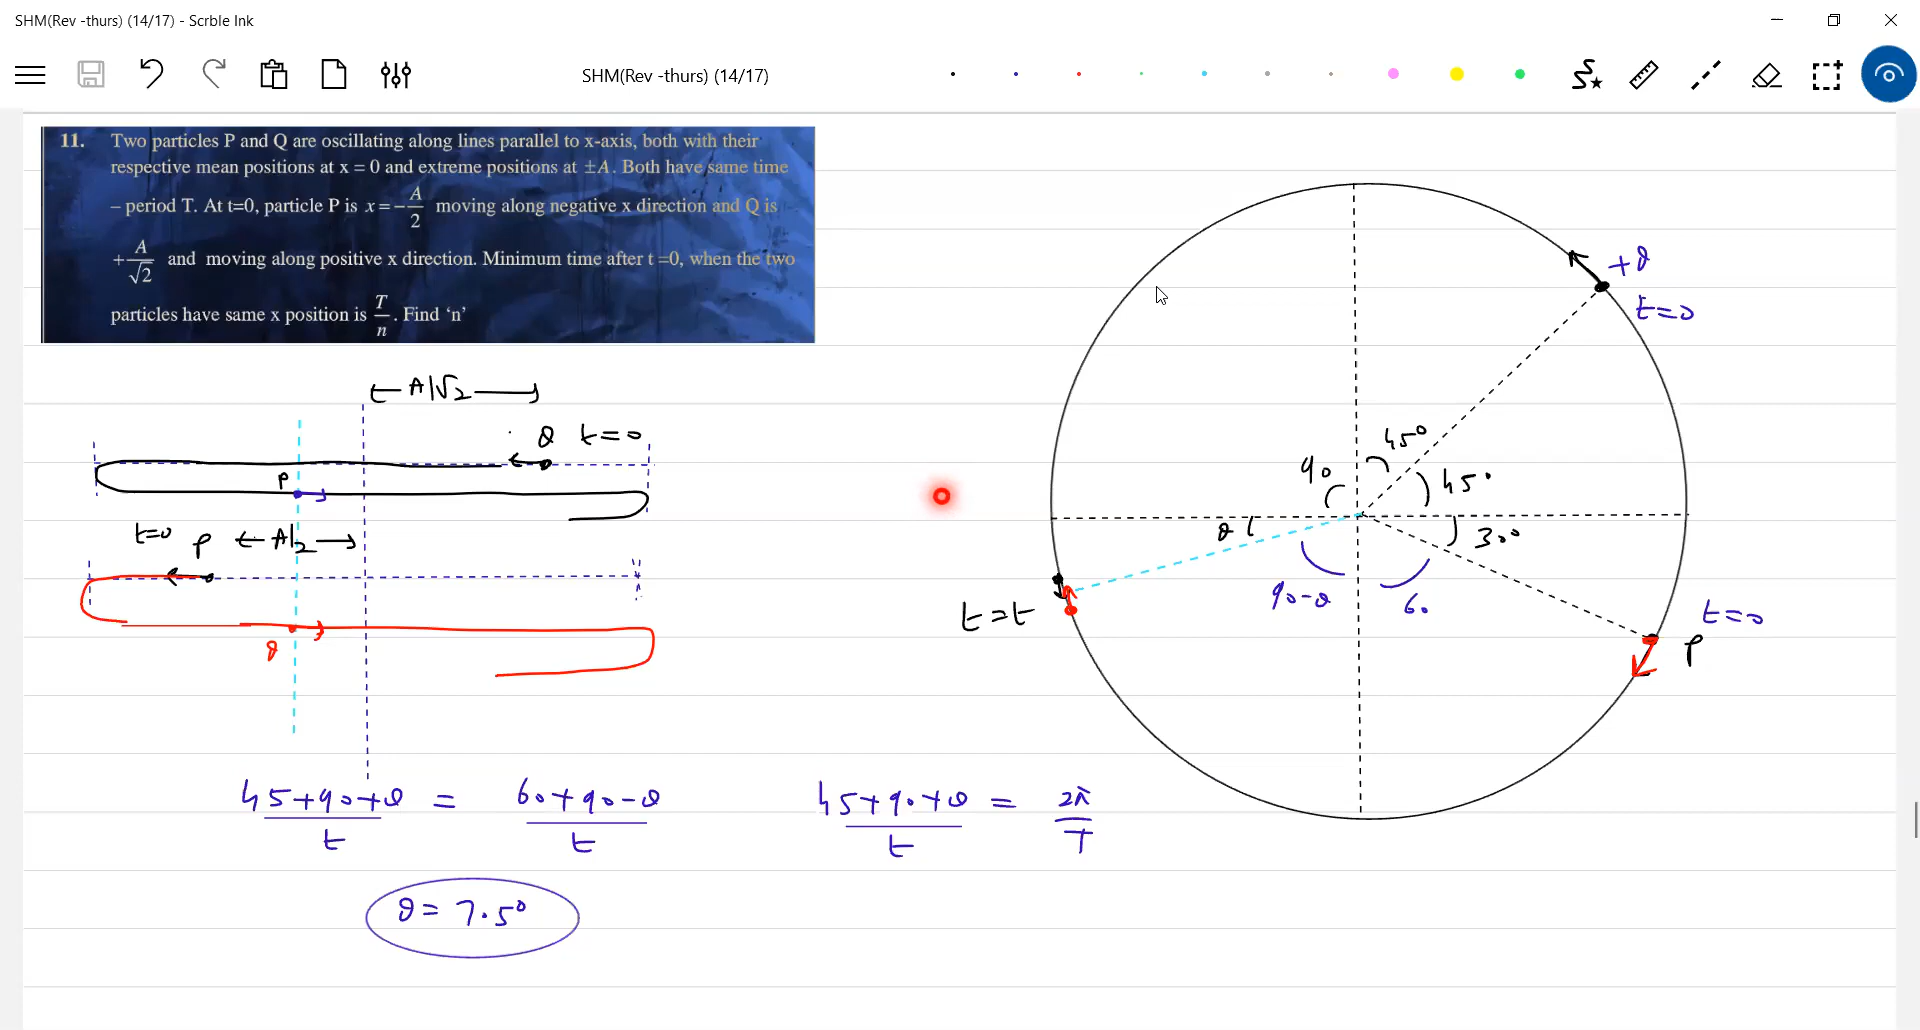 SHM(Rev -thurs) (14/17) - Scrble Ink
SHM(Rev -thurs) (14/17)
11. Two particles P and Q are oscillating along lines parallel to x-axis, both with their
respective mean positions at x = 0 and extreme positions at ±A. Both have same time
– period T. At t=0, particle P is x = -A/2 moving along negative x direction and Q is
+A/√2 and moving along positive x direction. Minimum time after t =0, when the two
particles have same x position is T/n. Find ‘n’
← A/√2 →
Q t=0
P
t=0 P ← A/2 →
Q
+θ
t=0
45°
90
45°
θ
30°
90-θ
60
t=t
t=0
P
(45+90+θ)/t = (60+90-θ)/t
(45+90+θ)/t = 2π/T
θ = 7.5°